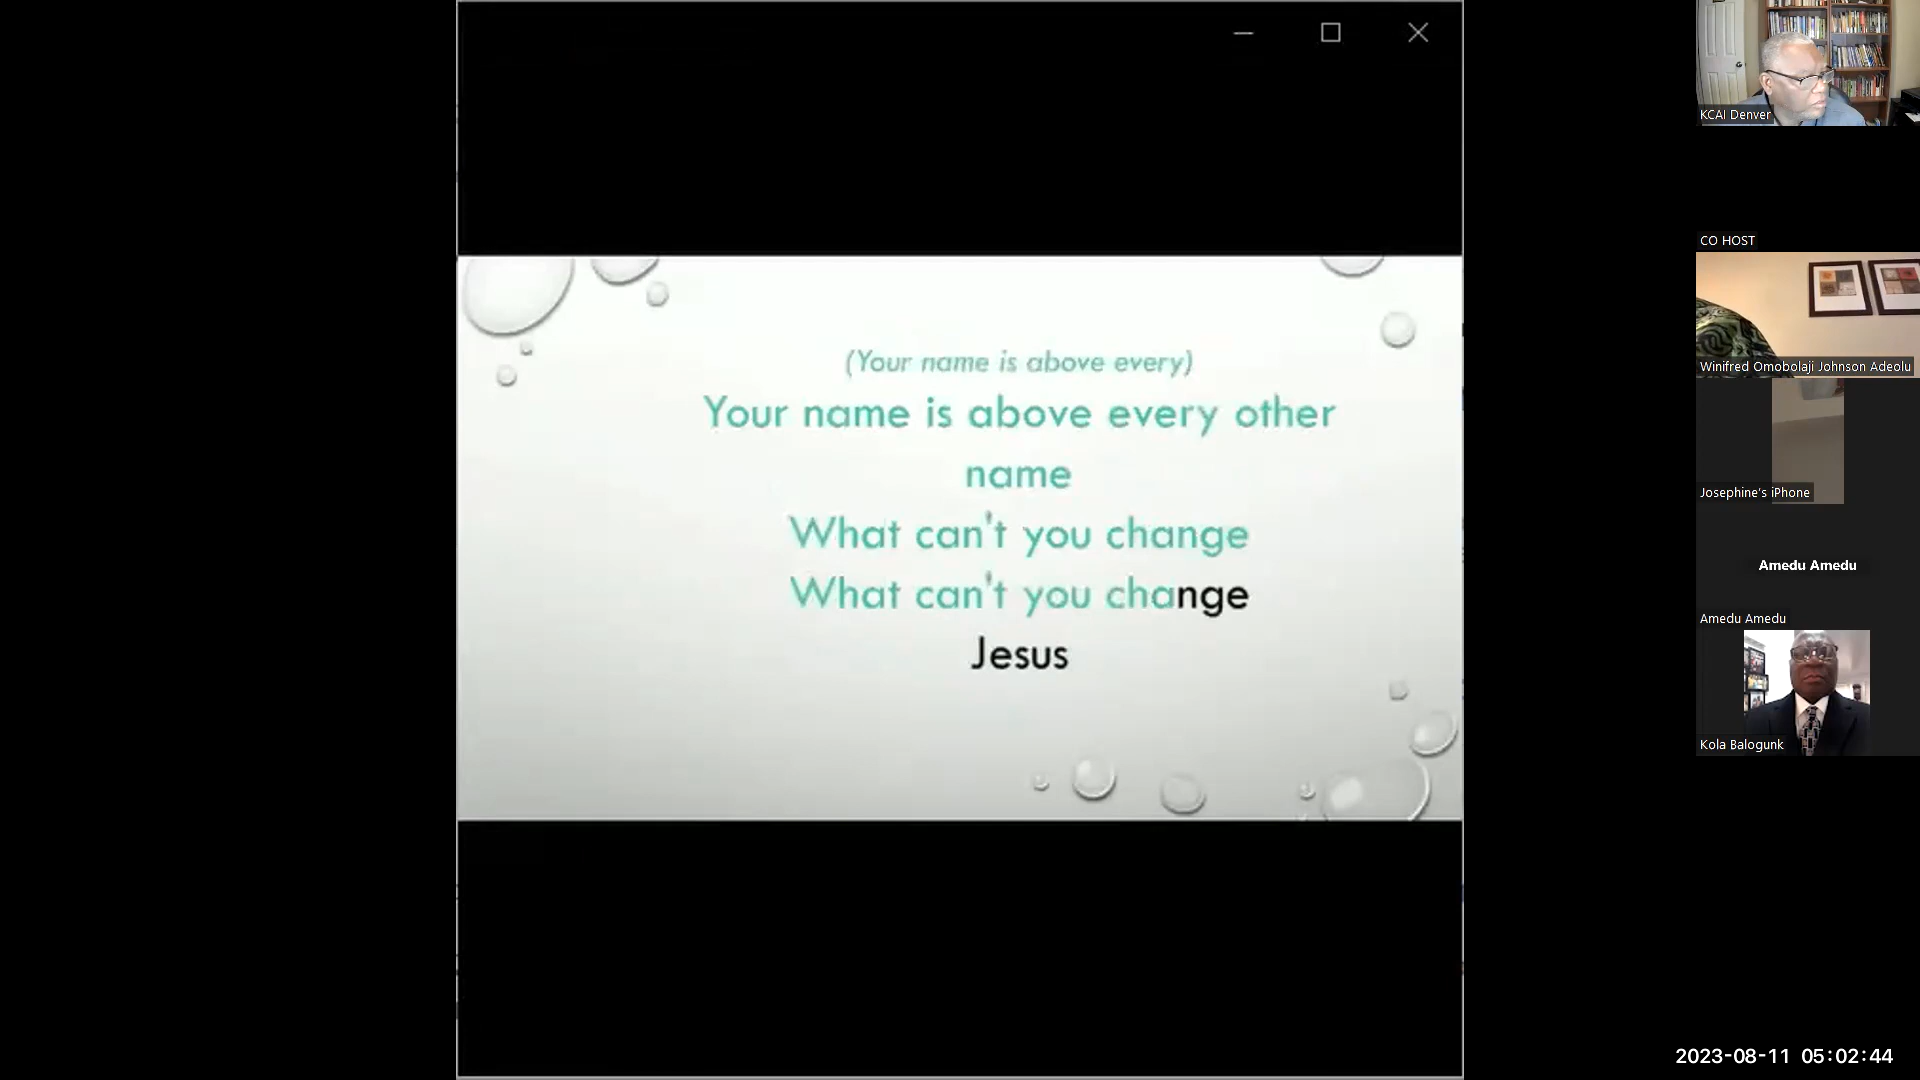 (Your name is above every)
Your name is above every other
name
What can't you change
What can't you change
Jesus
KCAI Denver
CO HOST
Winifred Omobolaji Johnson Adeolu
Josephine's iPhone
Amedu Amedu
Amedu Amedu
Kola Balogunk
2023-08-11 05:02:44